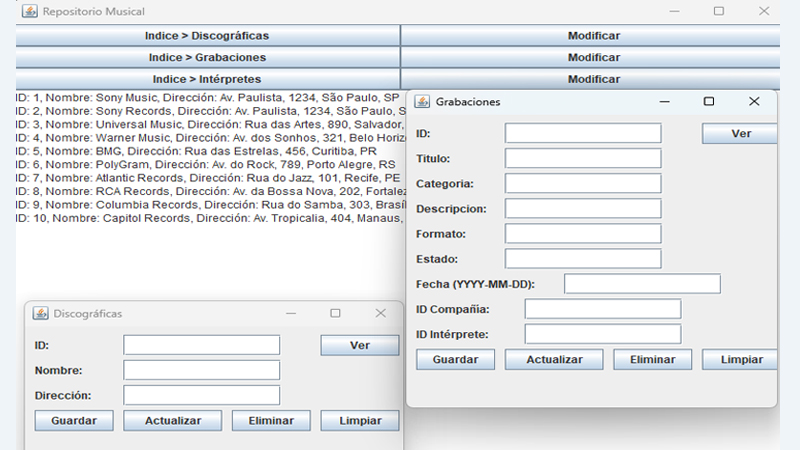 Repositorio Musical
Indice > Discográficas Modificar
Indice > Grabaciones Modificar
Indice > Intérpretes Modificar
ID: 1, Nombre: Sony Music, Dirección: Av. Paulista, 1234, São Paulo, SP
ID: 2, Nombre: Sony Records, Dirección: Av. Paulista, 1234, São Paulo, S
ID: 3, Nombre: Universal Music, Dirección: Rua das Artes, 890, Salvador,
ID: 4, Nombre: Warner Music, Dirección: Av. dos Sonhos, 321, Belo Horiz
ID: 5, Nombre: BMG, Dirección: Rua das Estrelas, 456, Curitiba, PR
ID: 6, Nombre: PolyGram, Dirección: Av. do Rock, 789, Porto Alegre, RS
ID: 7, Nombre: Atlantic Records, Dirección: Rua do Jazz, 101, Recife, PE
ID: 8, Nombre: RCA Records, Dirección: Av. da Bossa Nova, 202, Fortalez
ID: 9, Nombre: Columbia Records, Dirección: Rua do Samba, 303, Brasíl
ID: 10, Nombre: Capitol Records, Dirección: Av. Tropicalia, 404, Manaus,
Grabaciones
ID: Ver
Titulo:
Categoria:
Descripcion:
Formato:
Estado:
Fecha (YYYY-MM-DD):
ID Compañía:
ID Intérprete:
Guardar Actualizar Eliminar Limpiar
Discográficas
ID: Ver
Nombre:
Dirección:
Guardar Actualizar Eliminar Limpiar